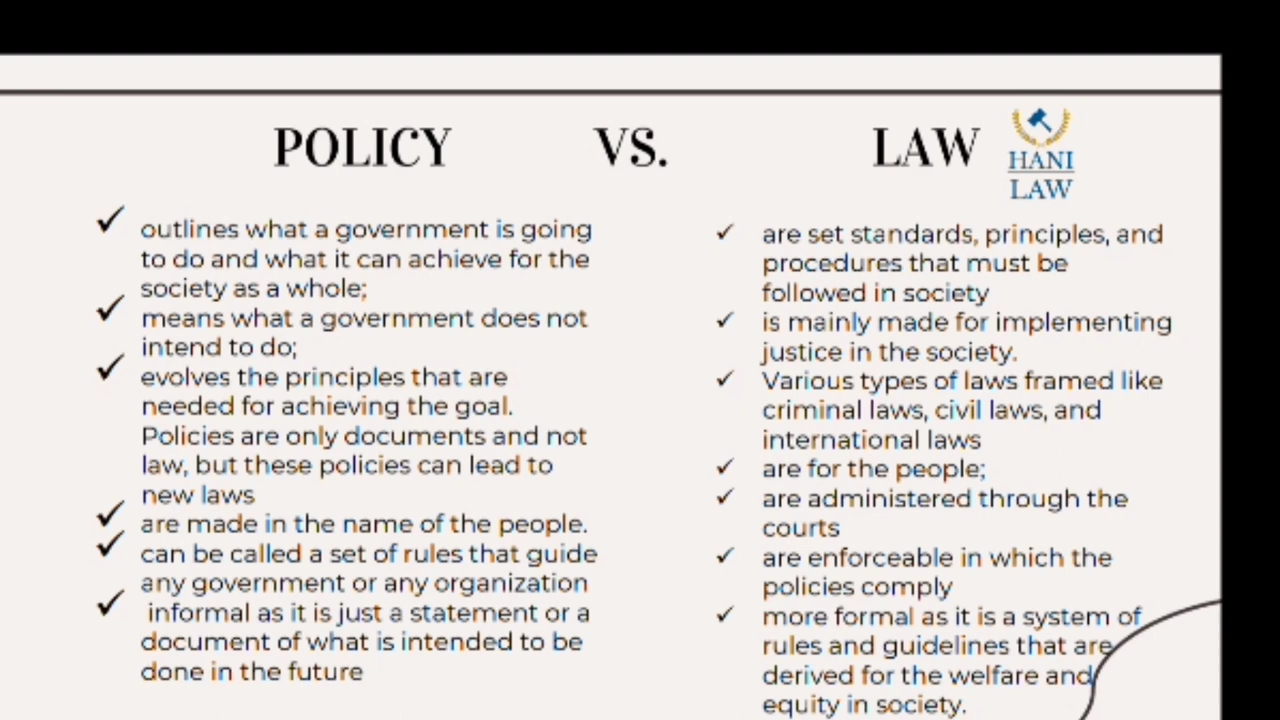 POLICY VS. LAW
HANI
LAW
outlines what a government is going
to do and what it can achieve for the
society as a whole;
means what a government does not
intend to do;
evolves the principles that are
needed for achieving the goal.
Policies are only documents and not
law, but these policies can lead to
new laws
are made in the name of the people.
can be called a set of rules that guide
any government or any organization
informal as it is just a statement or a
document of what is intended to be
done in the future
are set standards, principles, and
procedures that must be
followed in society
is mainly made for implementing
justice in the society.
Various types of laws framed like
criminal laws, civil laws, and
international laws
are for the people;
are administered through the
courts
are enforceable in which the
policies comply
more formal as it is a system of
rules and guidelines that are
derived for the welfare and
equity in society.